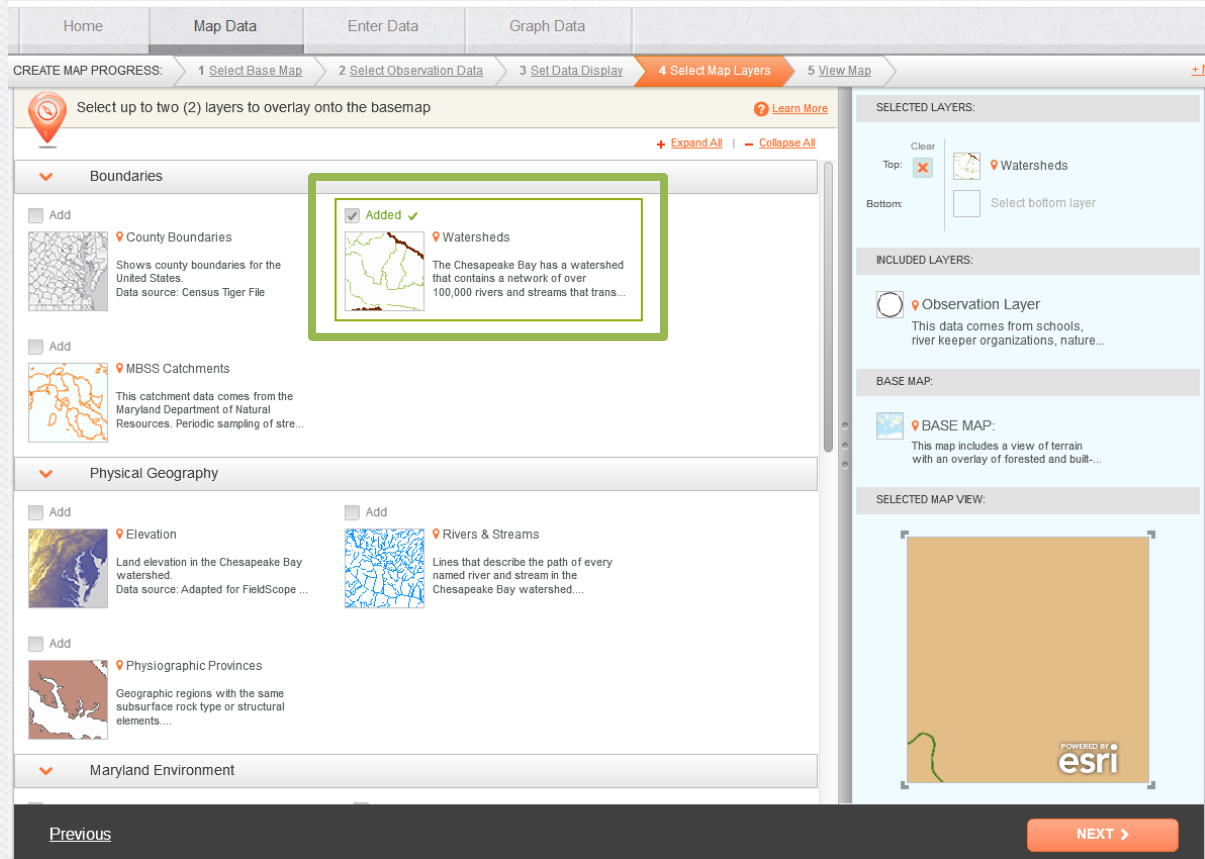 Home
Map Data
Enter Data
Graph Data
CREATE MAP PROGRESS:
1 Select Base Map
2 Select Observation Data
3 Set Data Display
4 Select Map Layers
5 View Map
Select up to two (2) layers to overlay onto the basemap
? Learn More
+ Expand All | − Collapse All
Boundaries
Add
County Boundaries
Shows county boundaries for the
United States.
Data source: Census Tiger File
Added
Watersheds
The Chesapeake Bay has a watershed
that contains a network of over
100,000 rivers and streams that trans...
Add
MBSS Catchments
This catchment data comes from the
Maryland Department of Natural
Resources. Periodic sampling of stre...
Physical Geography
Add
Elevation
Land elevation in the Chesapeake Bay
watershed.
Data source: Adapted for FieldScope ...
Add
Rivers & Streams
Lines that describe the path of every
named river and stream in the
Chesapeake Bay watershed....
Add
Physiographic Provinces
Geographic regions with the same
subsurface rock type or structural
elements....
Maryland Environment
SELECTED LAYERS:
Clear
Top:
Watersheds
Bottom:
Select bottom layer
INCLUDED LAYERS:
Observation Layer
This data comes from schools,
river keeper organizations, nature...
BASE MAP:
BASE MAP:
This map includes a view of terrain
with an overlay of forested and built-...
SELECTED MAP VIEW:
POWERED BY
esri
Previous
NEXT